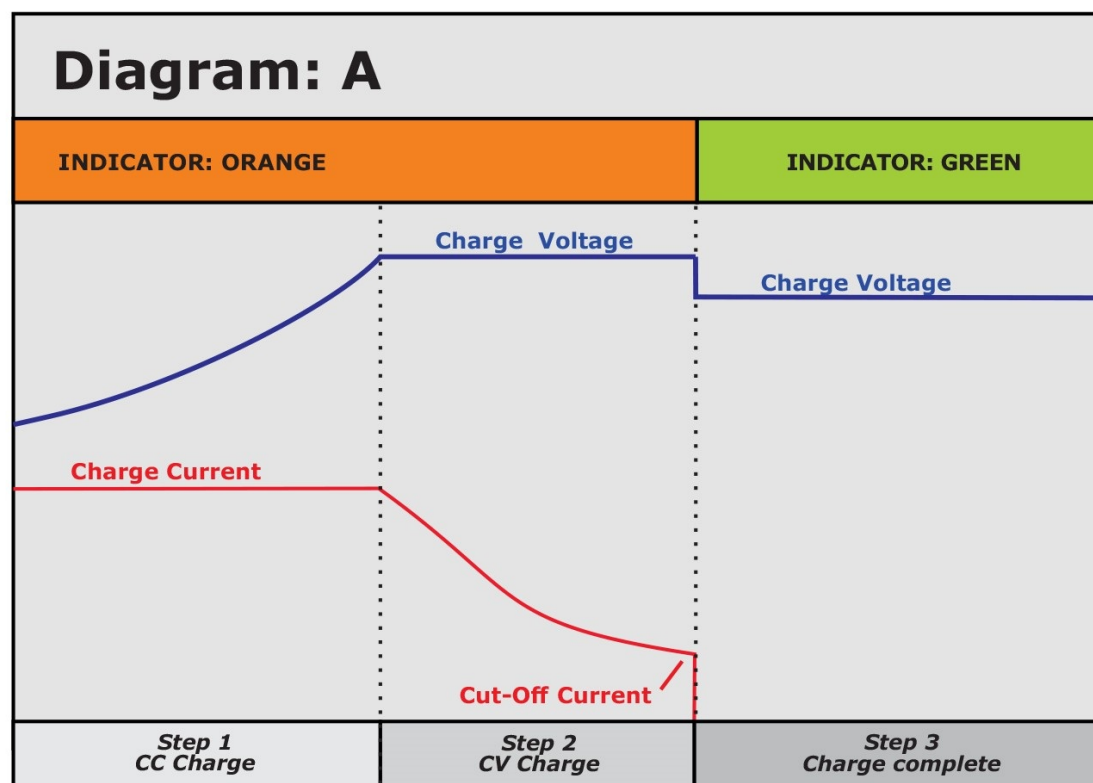 Diagram: A
INDICATOR: ORANGE
INDICATOR: GREEN
Charge Voltage
Charge Voltage
Charge Current
Cut-Off Current
Step 1
CC Charge
Step 2
CV Charge
Step 3
Charge complete